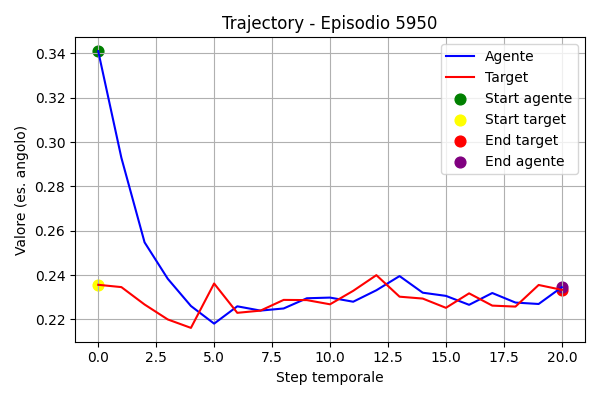 Trajectory - Episodio 5950
Agente
Target
Start agente
Start target
End target
End agente
Valore (es. angolo)
0.34
0.32
0.30
0.28
0.26
0.24
0.22
0.0 2.5 5.0 7.5 10.0 12.5 15.0 17.5 20.0
Step temporale